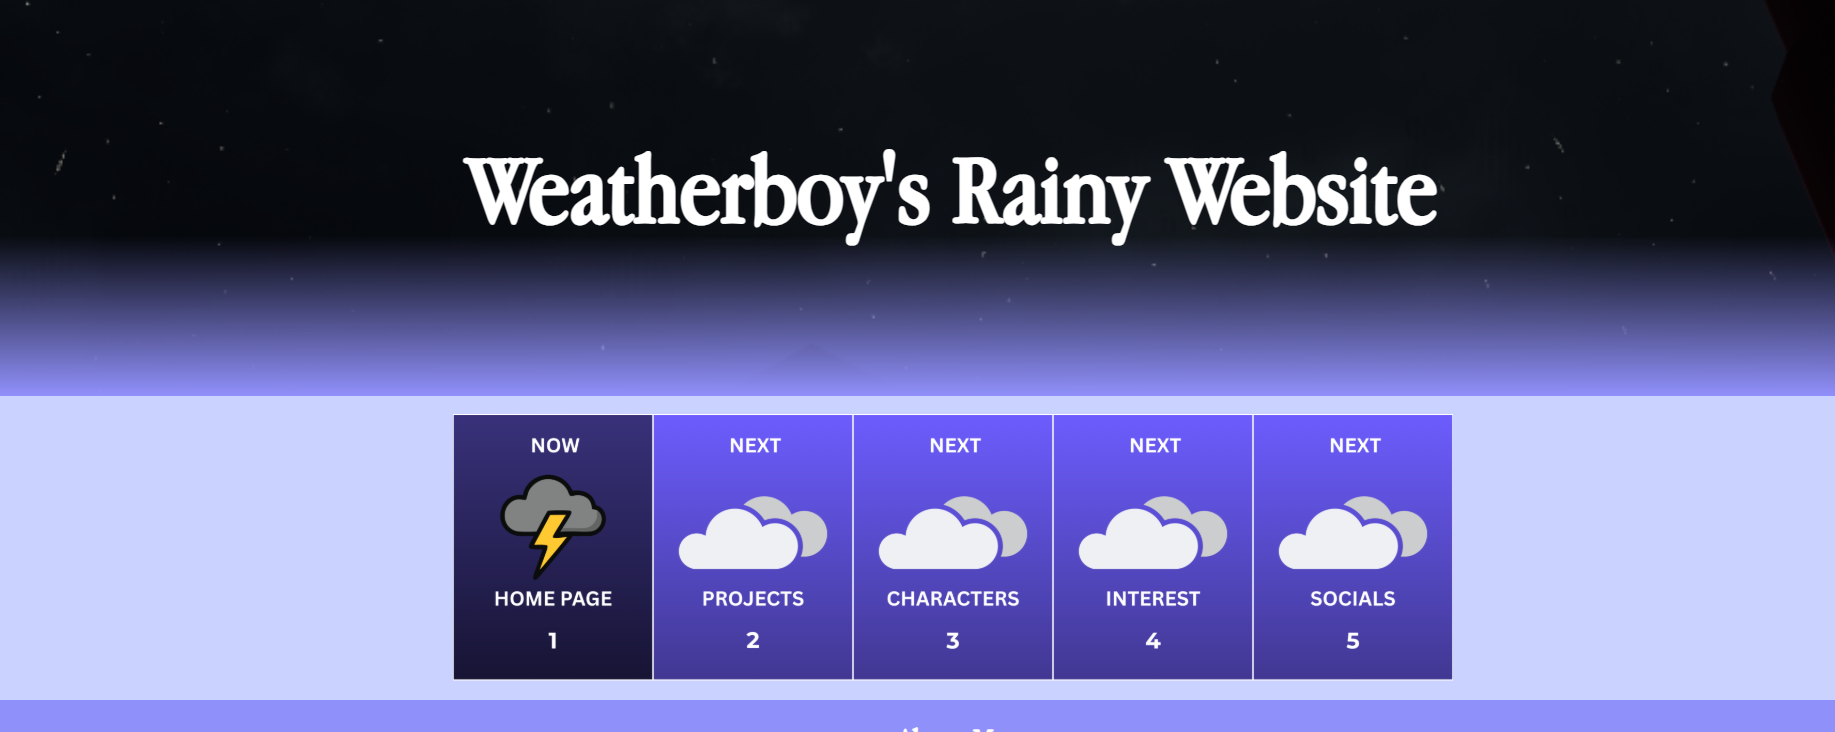 Weatherboy's Rainy Website
NOW
HOME PAGE
1
NEXT
PROJECTS
2
NEXT
CHARACTERS
3
NEXT
INTEREST
4
NEXT
SOCIALS
5